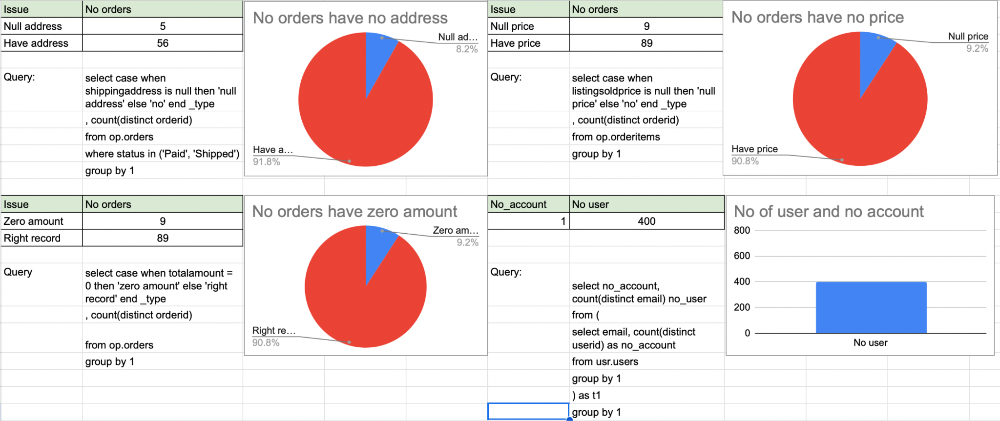 Issue No orders
Null address 5
Have address 56
Query: select case when
shippingaddress is null then 'null
address' else 'no' end _type
, count(distinct orderid)
from op.orders
where status in ('Paid', 'Shipped')
group by 1
No orders have no address
Null ad...
8.2%
Have a...
91.8%
Issue No orders
Null price 9
Have price 89
Query: select case when
listingsoldprice is null then 'null
price' else 'no' end _type
, count(distinct orderid)
from op.orderitems
group by 1
No orders have no price
Null price
9.2%
Have price
90.8%
Issue No orders
Zero amount 9
Right record 89
Query select case when totalamount =
0 then 'zero amount' else 'right
record' end _type
, count(distinct orderid)
from op.orders
group by 1
No orders have zero amount
Zero am...
9.2%
Right re...
90.8%
No_account No user
1 400
Query:
select no_account,
count(distinct email) no_user
from (
select email, count(distinct
userid) as no_account
from usr.users
group by 1
) as t1
group by 1
No of user and no account
800
600
400
200
0
No user